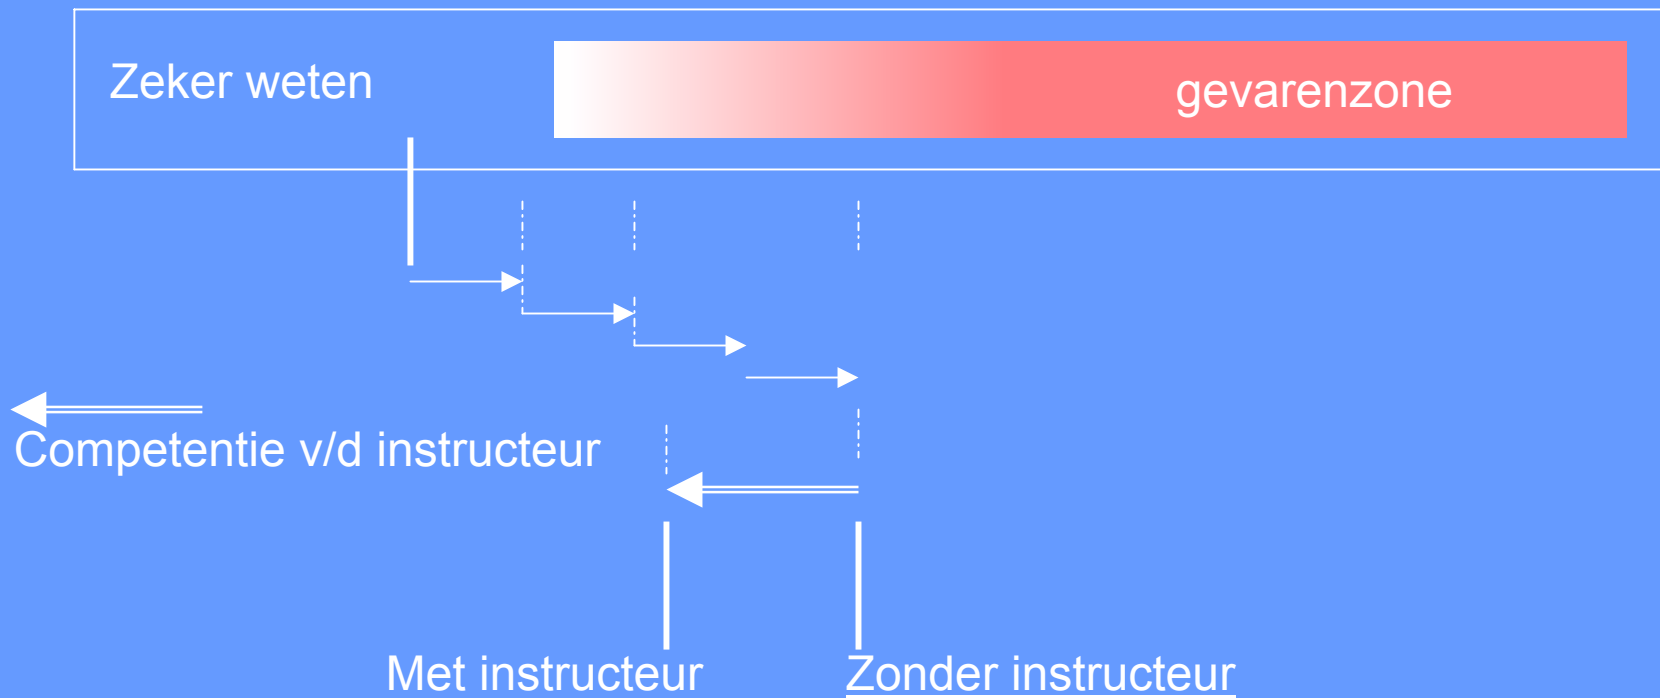 Zeker weten
gevarenzone
Competentie v/d instructeur
Met instructeur
Zonder instructeur